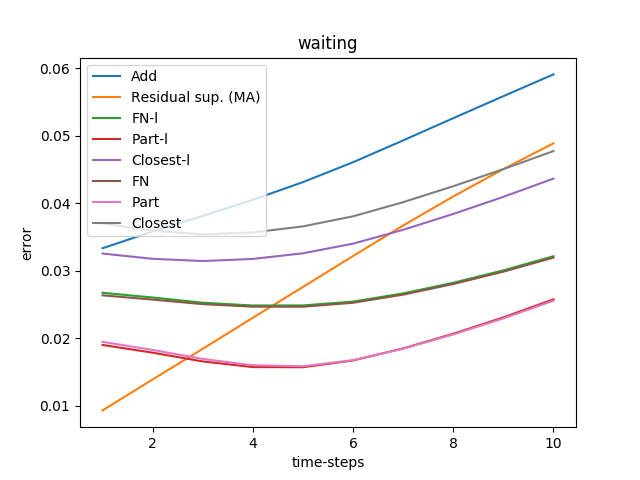 waiting
0.06
0.05
0.04
0.03
0.02
0.01
error
Add
Residual sup. (MA)
FN-l
Part-l
Closest-l
FN
Part
Closest
2
4
6
8
10
time-steps